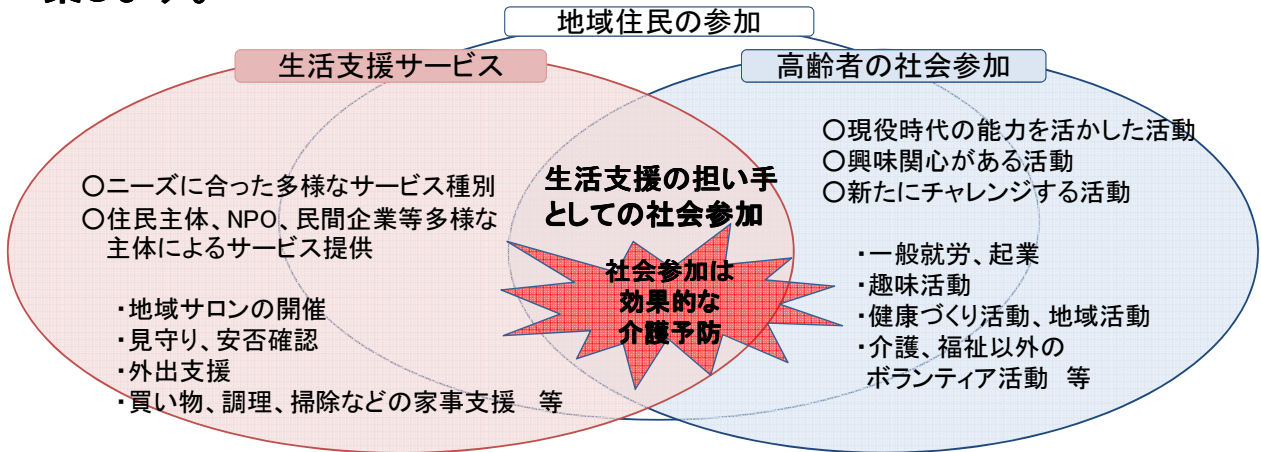 地域住民の参加
生活支援サービス
高齢者の社会参加
〇ニーズに合った多様なサービス種別
〇住民主体、NPO、民間企業等多様な
主体によるサービス提供
・地域サロンの開催
・見守り、安否確認
・外出支援
・買い物、調理、掃除などの家事支援　等
生活支援の担い手
としての社会参加
社会参加は
効果的な
介護予防
〇現役時代の能力を活かした活動
〇興味関心がある活動
〇新たにチャレンジする活動
・一般就労、起業
・趣味活動
・健康づくり活動、地域活動
・介護、福祉以外の
ボランティア活動　等